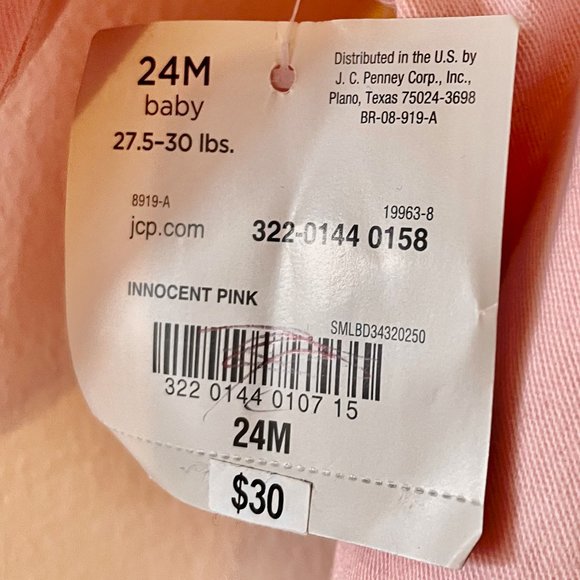 24M
baby
27.5–30 lbs.
Distributed in the U.S. by
J. C. Penney Corp., Inc.,
Plano, Texas 75024-3698
BR-08-919-A
8919-A
jcp.com
19963-8
322-0144 0158
INNOCENT PINK
SMLBD34320250
322 0144 0107 15
24M
$30